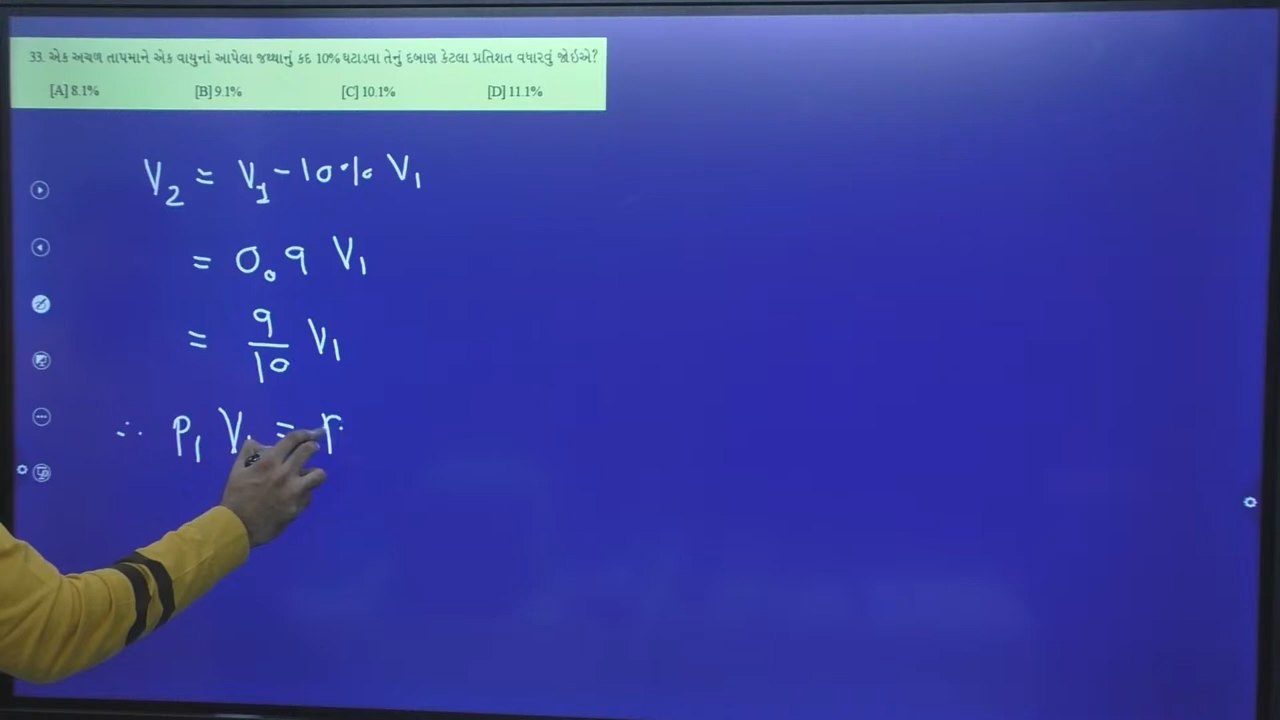 33. એક અચળ તાપમાને એક વાયુનાં આપેલા જથ્થાનું કદ 10% ઘટાડવા તેનું દબાણ કેટલા પ્રતિશત વધારવું જોઇએ?
[A] 8.1% [B] 9.1% [C] 10.1% [D] 11.1%
V₂ = V₁ - 10% V₁
= 0.9 V₁
= 9/10 V₁
∴ P₁ V₁ =